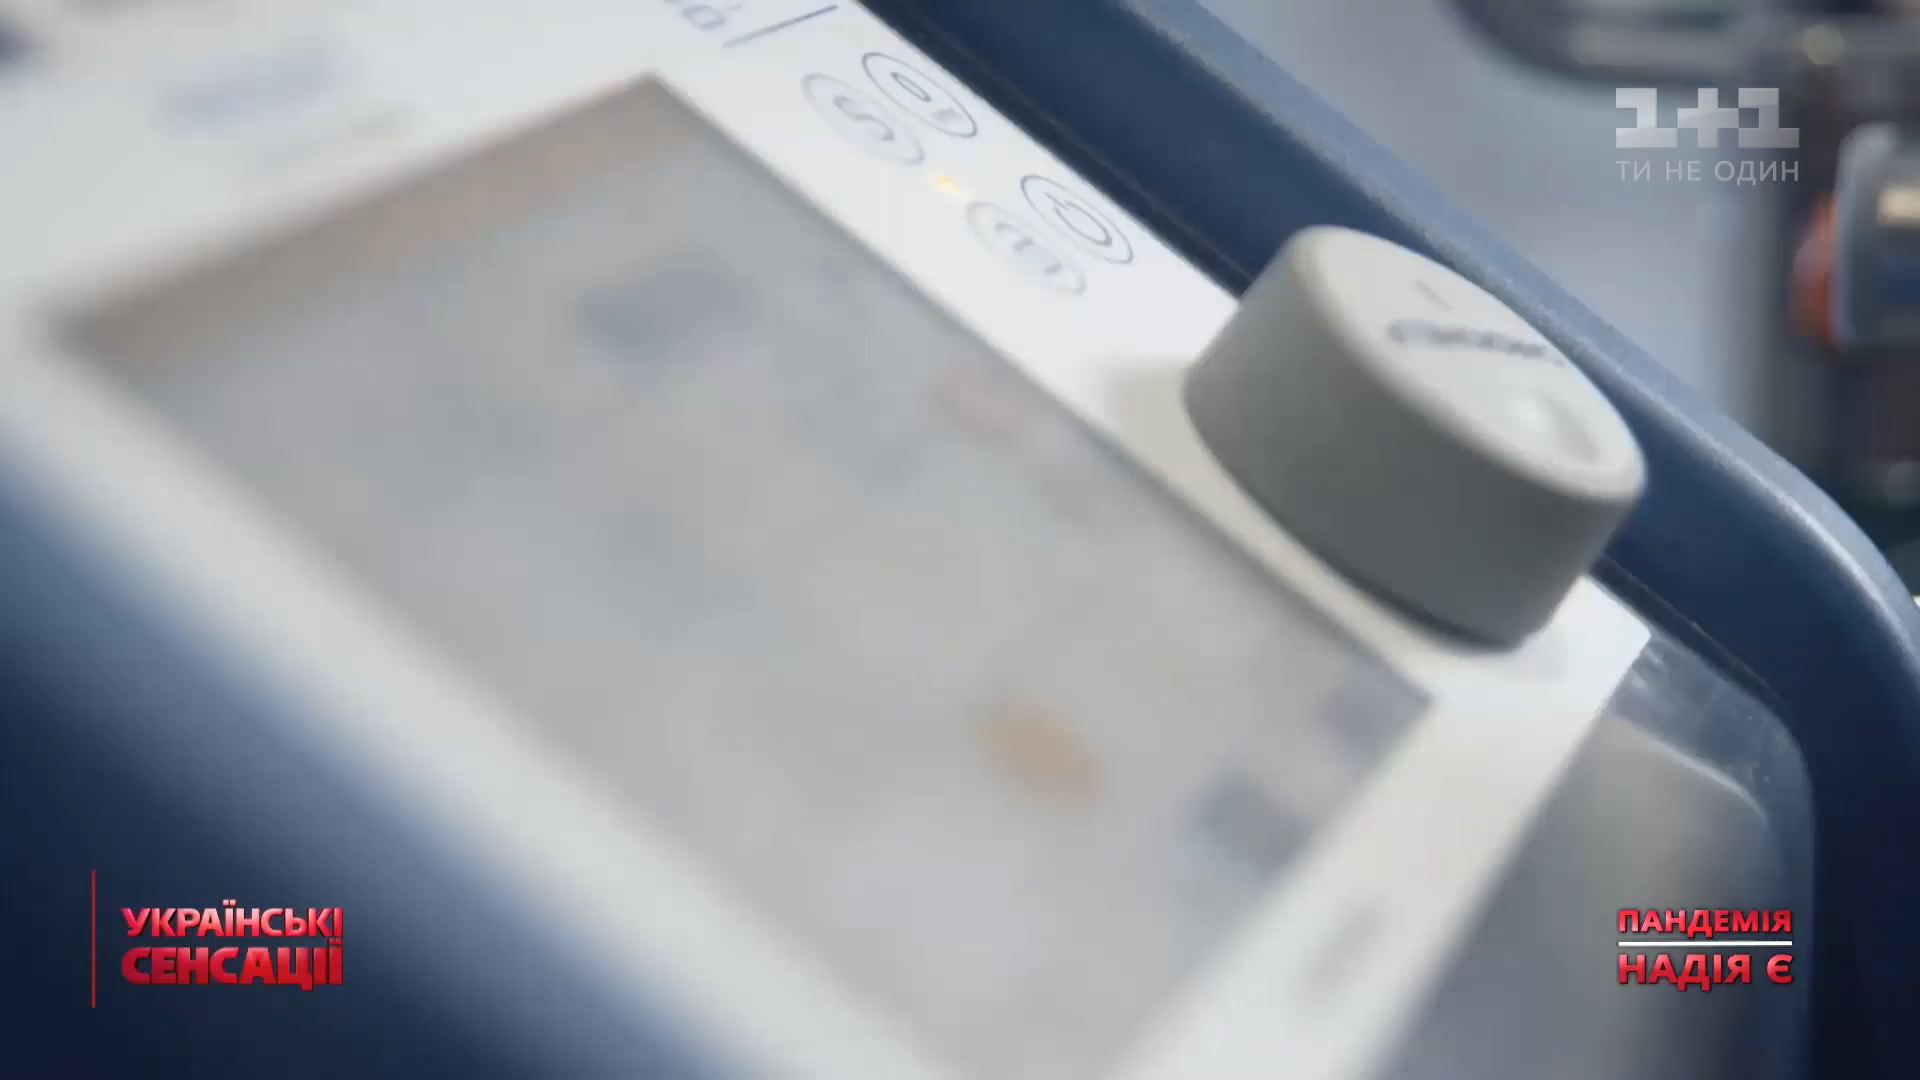 1+1
ТИ НЕ ОДИН
УКРАЇНСЬКІ
СЕНСАЦІЇ
ПАНДЕМІЯ
НАДІЯ Є